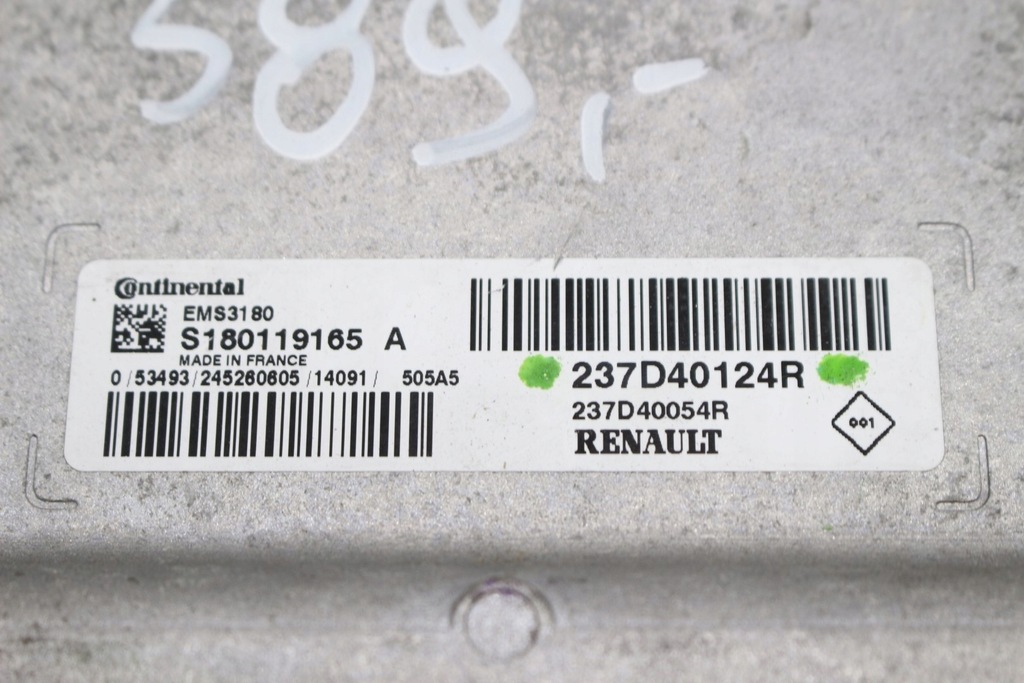 589,-
Continental
EMS3180
S180119165 A
MADE IN FRANCE
0/53493/245260605/14091/ 505A5
237D40124R
237D40054R
RENAULT
001